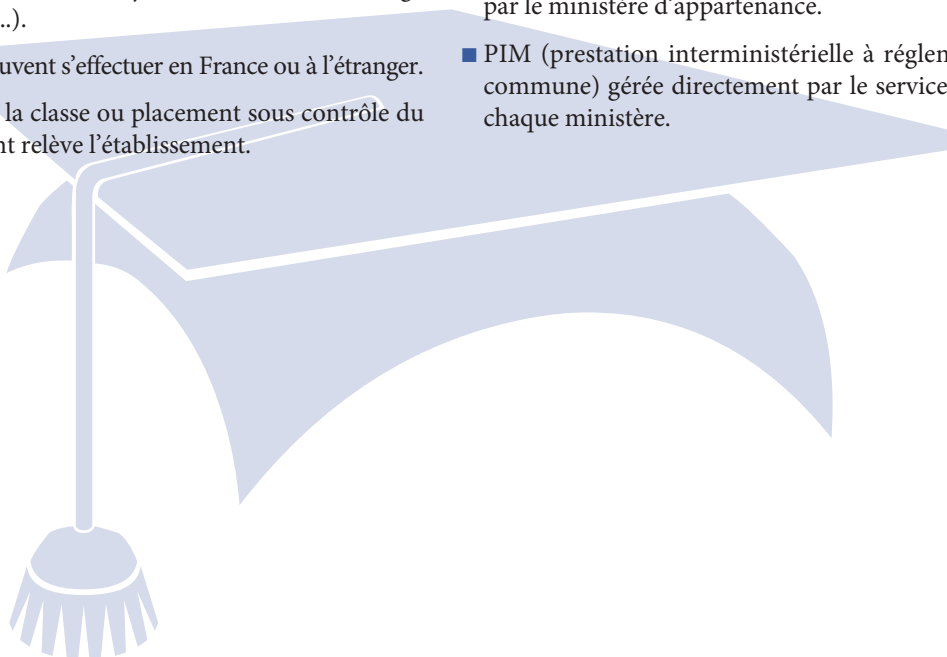 ..).
uvent s'effectuer en France ou à l'étranger.
la classe ou placement sous contrôle du
nt relève l'établissement.
par le ministère d'appartenance.
■ PIM (prestation interministérielle à réglen
commune) gérée directement par le service
chaque ministère.